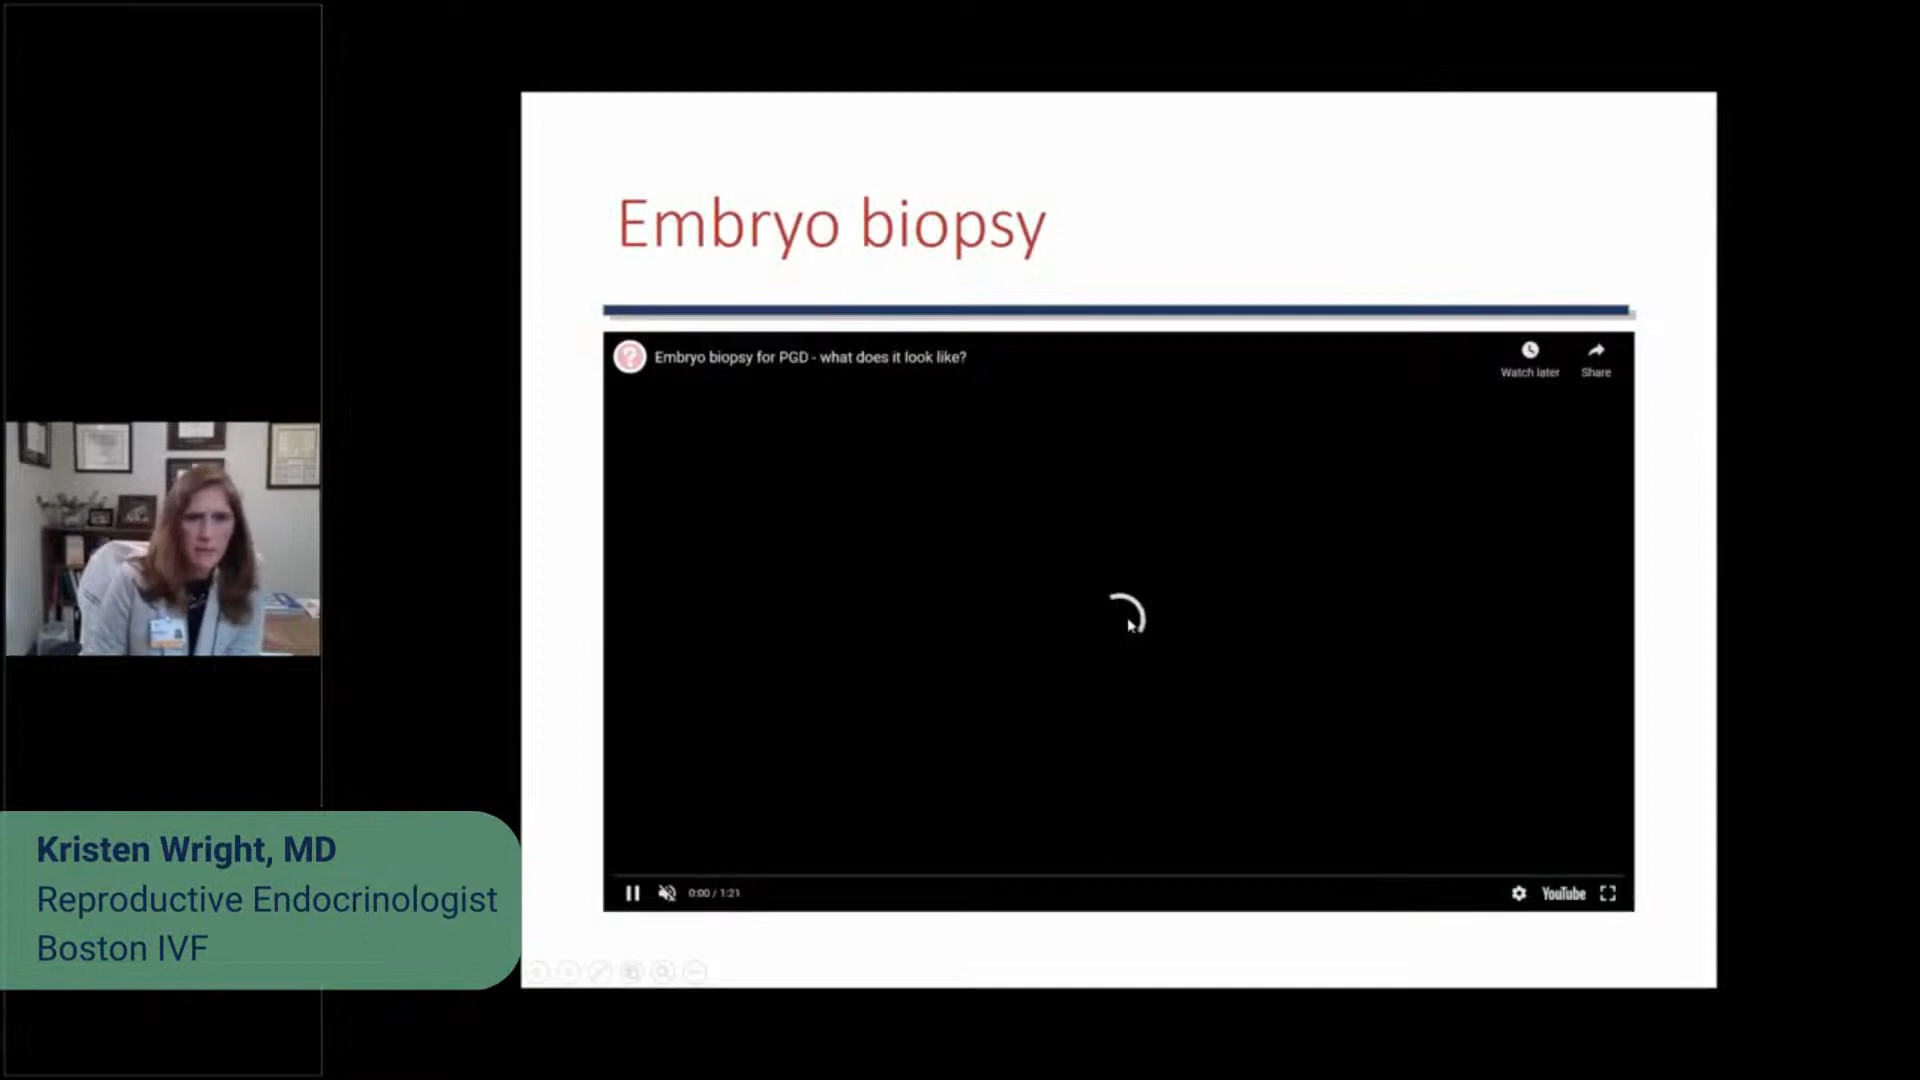 Embryo biopsy
Embryo biopsy for PGD - what does it look like?
Watch later
Share
0:00 / 1:21
YouTube
Kristen Wright, MD
Reproductive Endocrinologist
Boston IVF